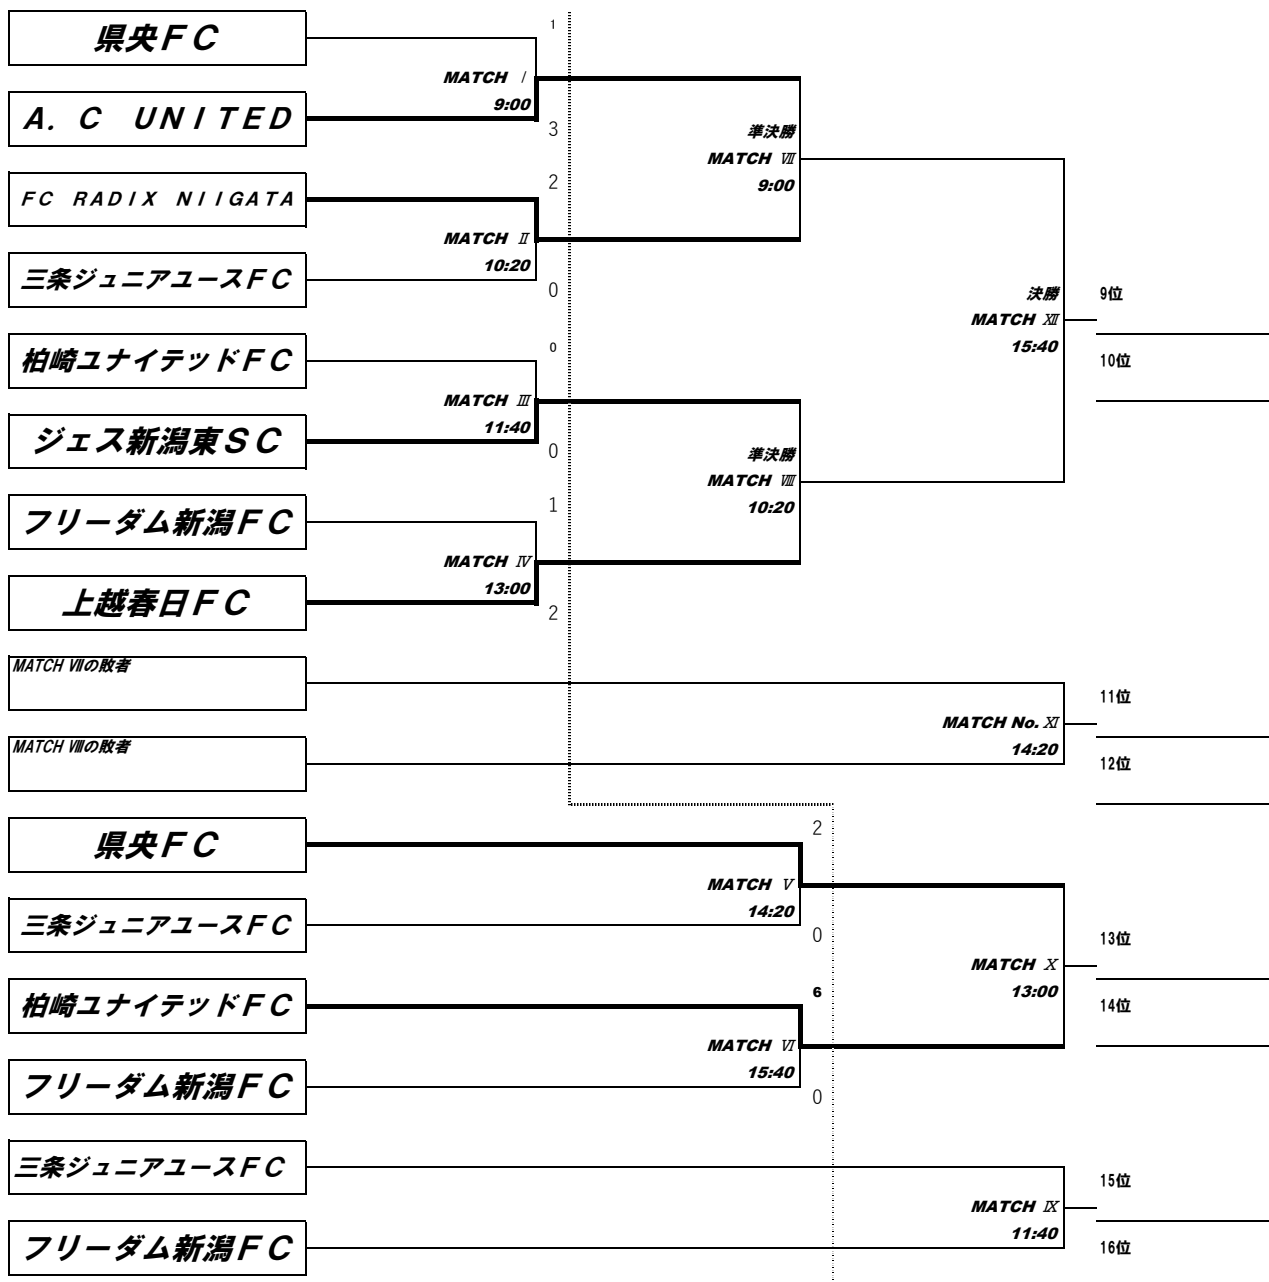 県央ＦＣ
1
MATCH Ⅰ
9:00
Ａ．Ｃ　ＵＮＩＴＥＤ
3
準決勝
MATCH Ⅶ
9:00
ＦＣ　ＲＡＤＩＸ　ＮＩＩＧＡＴＡ
2
MATCH Ⅱ
10:20
三条ジュニアユースＦＣ
0
決勝
MATCH Ⅻ
15:40
9位
10位
柏崎ユナイテッドＦＣ
0
MATCH Ⅲ
11:40
ジェス新潟東ＳＣ
0
準決勝
MATCH Ⅷ
10:20
フリーダム新潟ＦＣ
1
MATCH Ⅳ
13:00
上越春日ＦＣ
2
MATCH Ⅶの敗者
11位
MATCH No. Ⅺ
14:20
MATCH Ⅷの敗者
12位
県央ＦＣ
2
MATCH Ⅴ
14:20
三条ジュニアユースＦＣ
0
13位
MATCH Ⅹ
13:00
14位
柏崎ユナイテッドＦＣ
6
MATCH Ⅵ
15:40
フリーダム新潟ＦＣ
0
三条ジュニアユースＦＣ
15位
MATCH Ⅸ
11:40
フリーダム新潟ＦＣ
16位